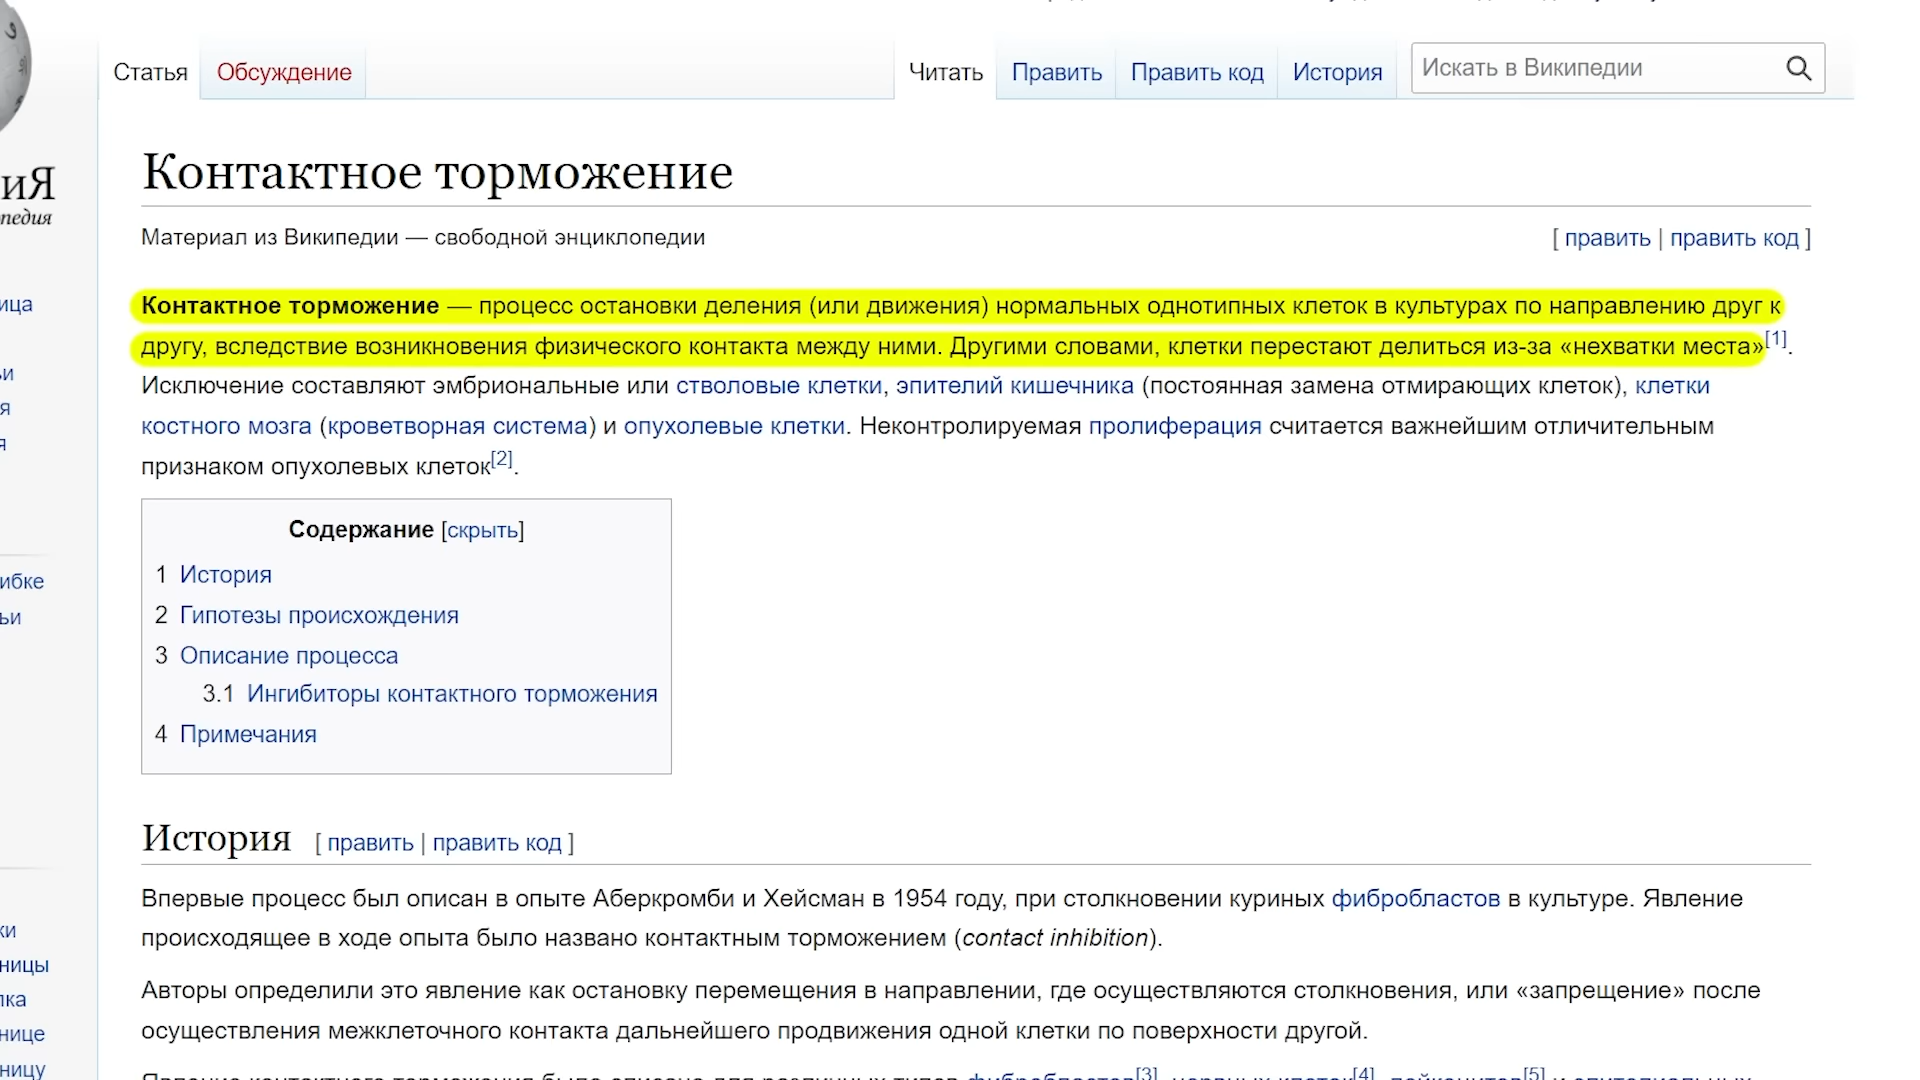 Статья Обсуждение Читать Править Править код История Искать в Википедии
Контактное торможение
Материал из Википедии — свободной энциклопедии [ править | править код ]
Контактное торможение — процесс остановки деления (или движения) нормальных однотипных клеток в культурах по направлению друг к
другу, вследствие возникновения физического контакта между ними. Другими словами, клетки перестают делиться из-за «нехватки места»[1].
Исключение составляют эмбриональные или стволовые клетки, эпителий кишечника (постоянная замена отмирающих клеток), клетки
костного мозга (кроветворная система) и опухолевые клетки. Неконтролируемая пролиферация считается важнейшим отличительным
признаком опухолевых клеток[2].
Содержание [скрыть]
1 История
2 Гипотезы происхождения
3 Описание процесса
3.1 Ингибиторы контактного торможения
4 Примечания
История [ править | править код ]
Впервые процесс был описан в опыте Аберкромби и Хейсман в 1954 году, при столкновении куриных фибробластов в культуре. Явление
происходящее в ходе опыта было названо контактным торможением (contact inhibition).
Авторы определили это явление как остановку перемещения в направлении, где осуществляются столкновения, или «запрещение» после
осуществления межклеточного контакта дальнейшего продвижения одной клетки по поверхности другой.